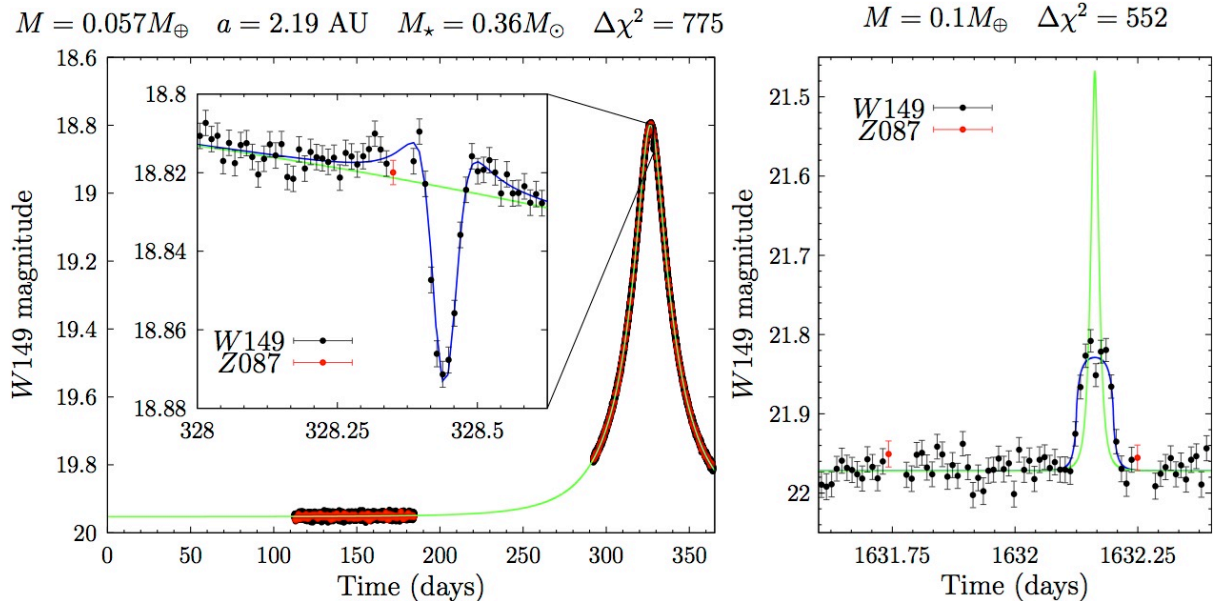 M = 0.057M⊕ a = 2.19 AU M⋆ = 0.36M⊙ Δχ² = 775
18.6
18.8
19
19.2
19.4
19.6
19.8
20
W149 magnitude
0 50 100 150 200 250 300 350
Time (days)
18.8
18.82
18.84
18.86
18.88
328 328.25 328.5
W149
Z087
M = 0.1M⊕ Δχ² = 552
21.5
21.6
21.7
21.8
21.9
22
W149 magnitude
W149
Z087
1631.75 1632 1632.25
Time (days)